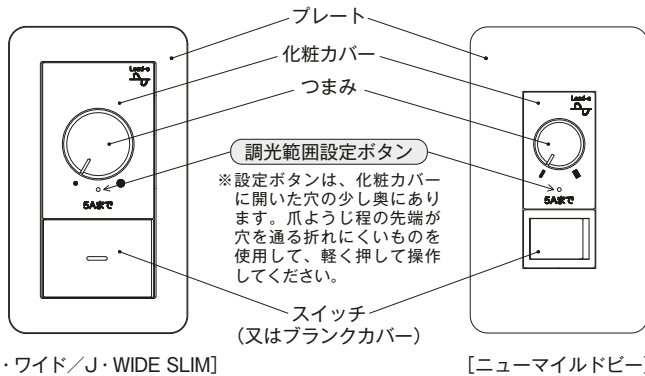 プレート
化粧カバー
つまみ
Lead-e
Lead-e
調光範囲設定ボタン
※設定ボタンは、化粧カバー
に開いた穴の少し奥にあり
ます。爪ようじ程の先端が
穴を通る折れにくいものを
使用して、軽く押して操作
してください。
5Aまで
5Aまで
スイッチ
(又はブランクカバー)
・ワイド／J・WIDE SLIM]
[ニューマイルドビー]